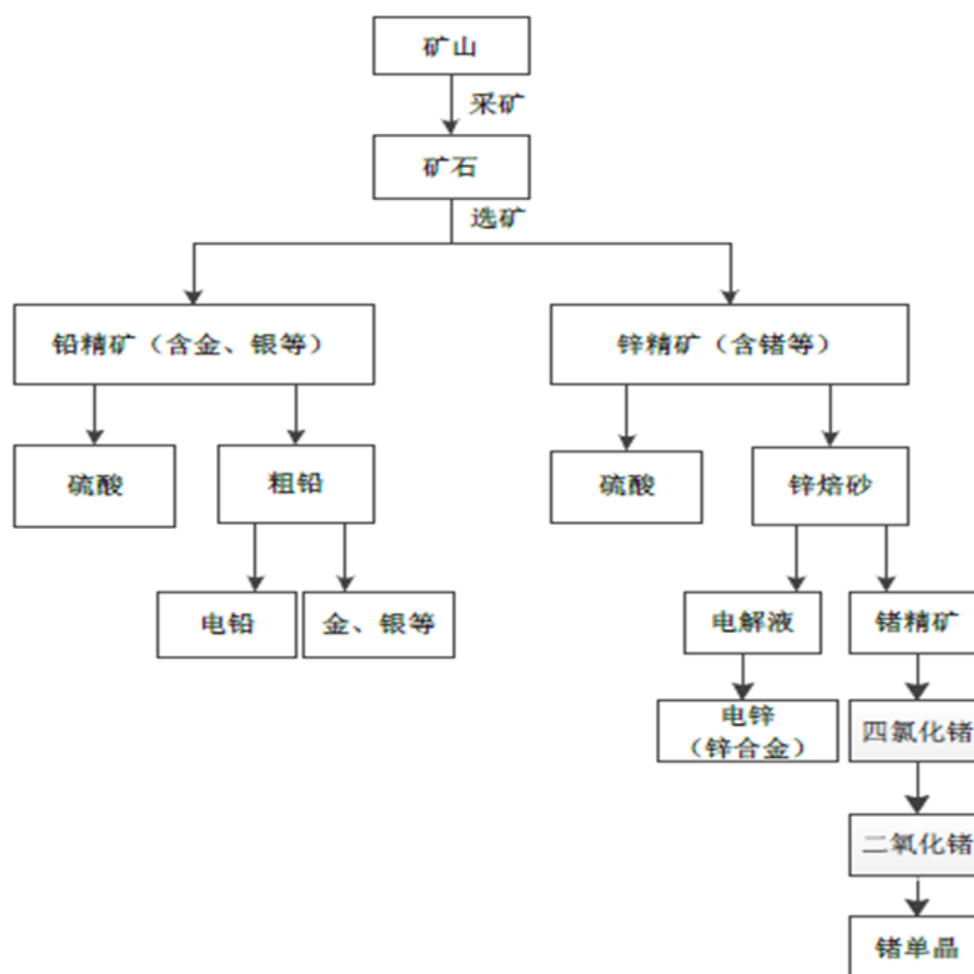 矿山
采矿
矿石
选矿
铅精矿（含金、银等）
锌精矿（含锗等）
硫酸
粗铅
硫酸
锌焙砂
电铅
金、银等
电解液
锗精矿
电锌
（锌合金）
四氯化锗
二氧化锗
锗单晶